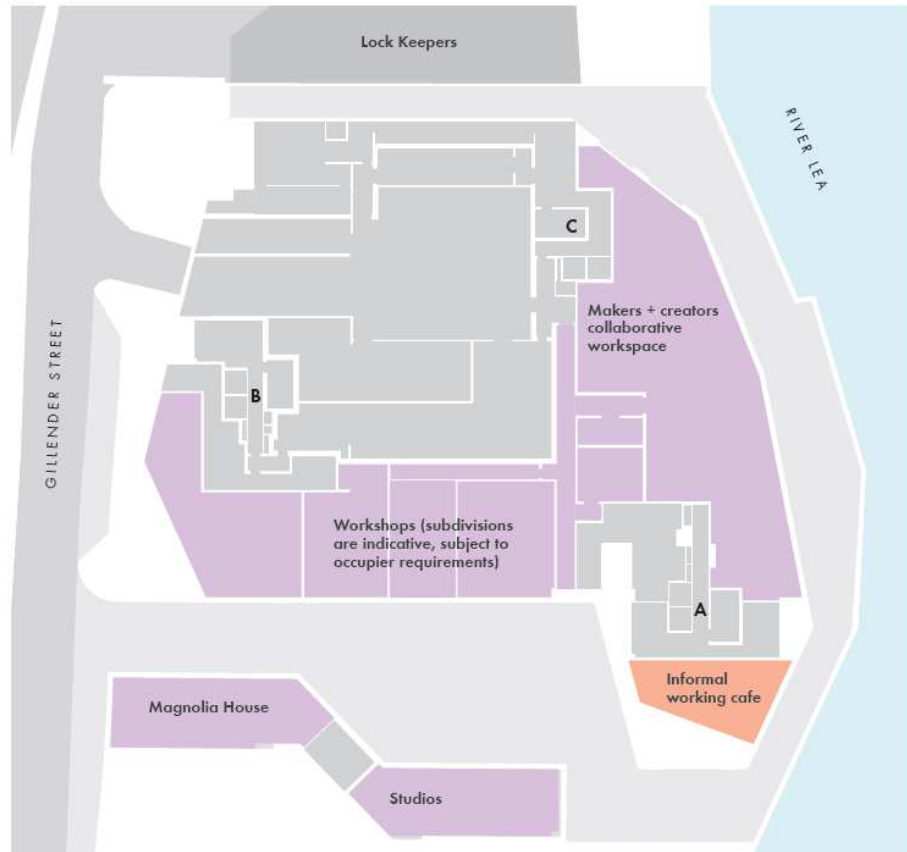 Lock Keepers
RIVER LEA
C
Makers + creators
collaborative
workspace
GILLENDER STREET
B
Workshops (subdivisions
are indicative, subject to
occupier requirements)
A
Informal
working cafe
Magnolia House
Studios